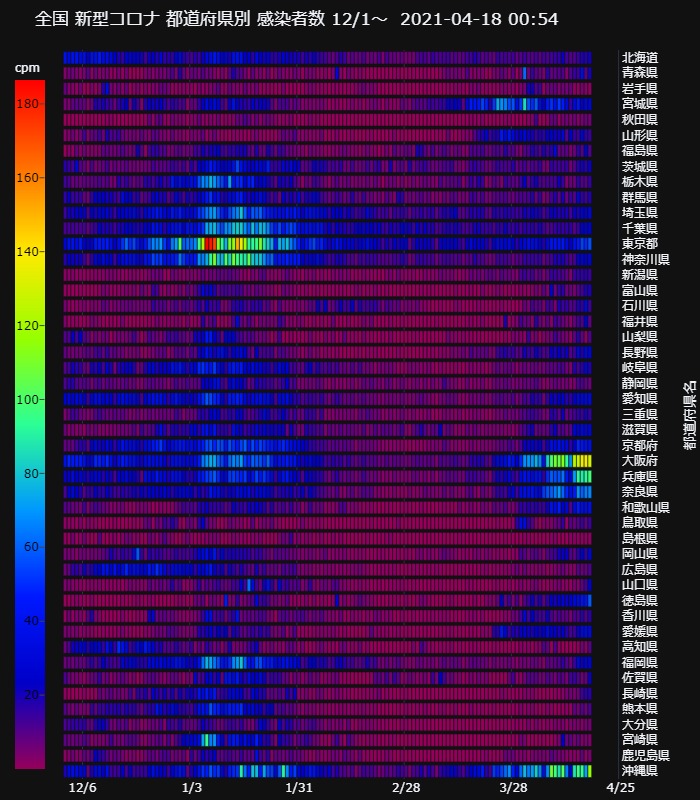 全国 新型コロナ 都道府県別 感染者数 12/1～ 2021-04-18 00:54
cpm
180
160
140
120
100
80
60
40
20
北海道
青森県
岩手県
宮城県
秋田県
山形県
福島県
茨城県
栃木県
群馬県
埼玉県
千葉県
東京都
神奈川県
新潟県
富山県
石川県
福井県
山梨県
長野県
岐阜県
静岡県
愛知県
三重県
滋賀県
京都府
大阪府
兵庫県
奈良県
和歌山県
鳥取県
島根県
岡山県
広島県
山口県
徳島県
香川県
愛媛県
高知県
福岡県
佐賀県
長崎県
熊本県
大分県
宮崎県
鹿児島県
沖縄県
都道府県名
12/6 1/3 1/31 2/28 3/28 4/25